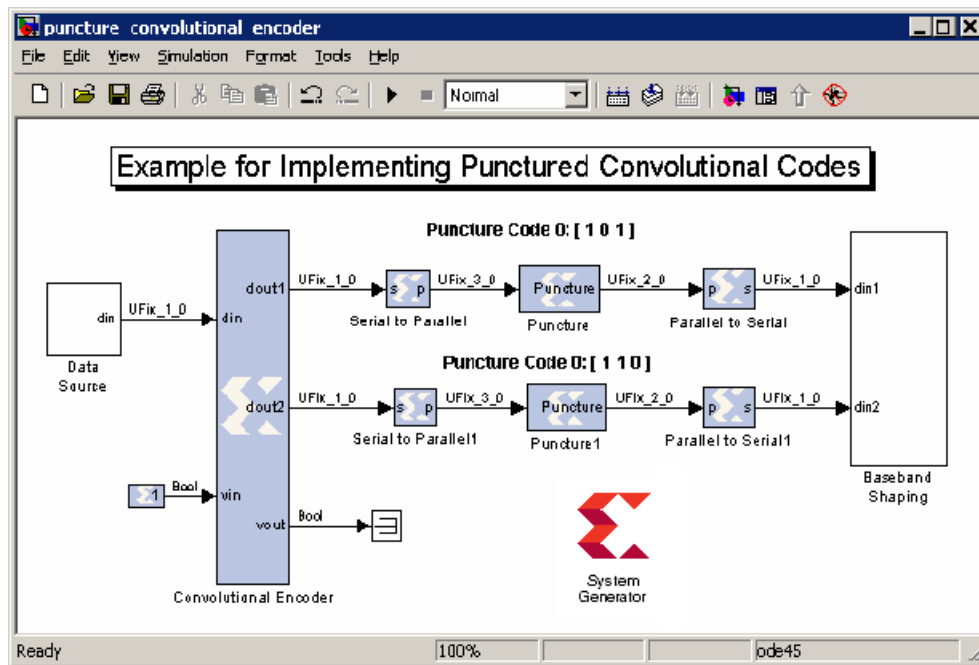 puncture convolutional encoder
File Edit View Simulation Format Tools Help
Normal
Example for Implementing Punctured Convolutional Codes
Puncture Code 0: [ 1 0 1 ]
dout1 UFix_1_0 s p UFix_3_0 Puncture UFix_2_0 p s UFix_1_0 din1
Serial to Parallel Puncture Parallel to Serial
din UFix_1_0 din
Data
Source
Puncture Code 0: [ 1 1 0 ]
dout2 UFix_1_0 s p UFix_3_0 Puncture UFix_2_0 p s UFix_1_0 din2
Serial to Parallel1 Puncture1 Parallel to Serial1
Baseband
Shaping
1 Bool vin
vout Bool
System
Generator
Convolutional Encoder
Ready 100% ode45